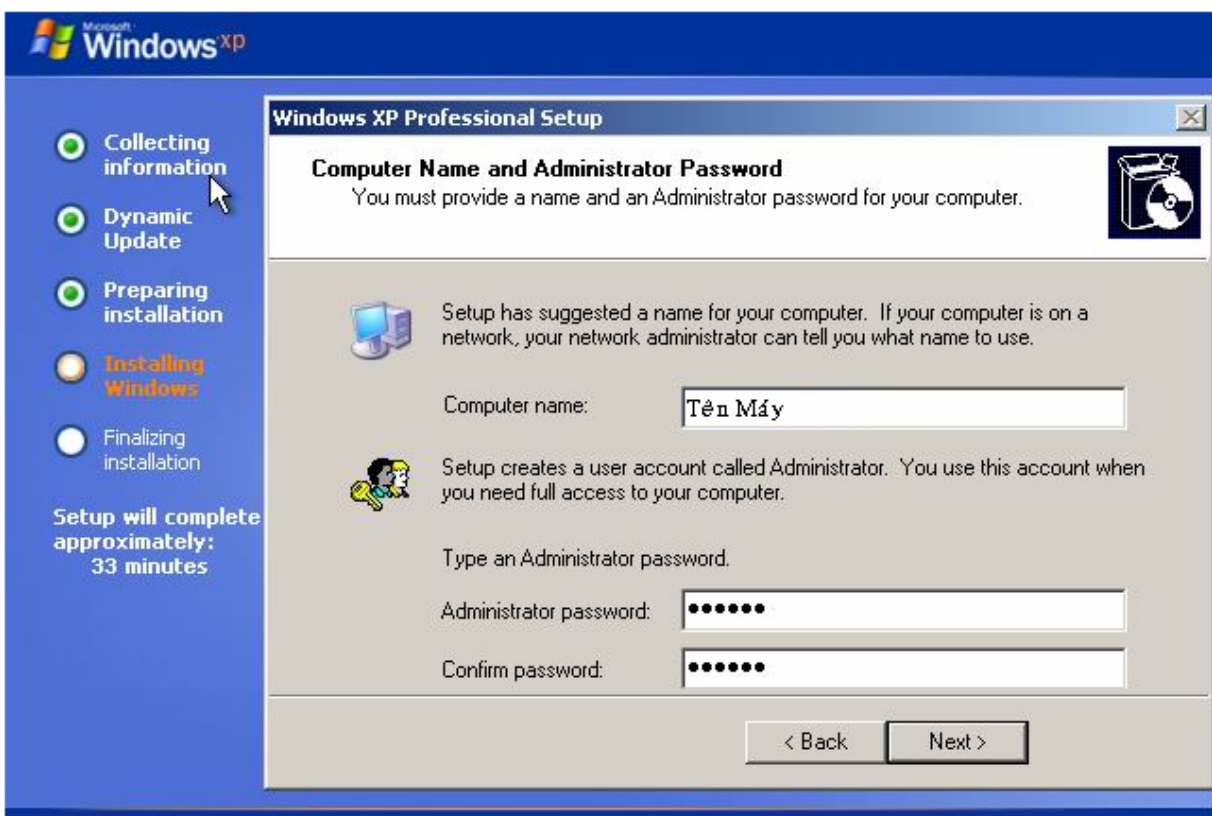 Microsoft
Windows xp
Collecting
information
Dynamic
Update
Preparing
installation
Installing
Windows
Finalizing
installation
Setup will complete
approximately:
33 minutes
Windows XP Professional Setup
Computer Name and Administrator Password
You must provide a name and an Administrator password for your computer.
Setup has suggested a name for your computer. If your computer is on a
network, your network administrator can tell you what name to use.
Computer name: Tên Máy
Setup creates a user account called Administrator. You use this account when
you need full access to your computer.
Type an Administrator password.
Administrator password: ••••••
Confirm password: ••••••
< Back Next >